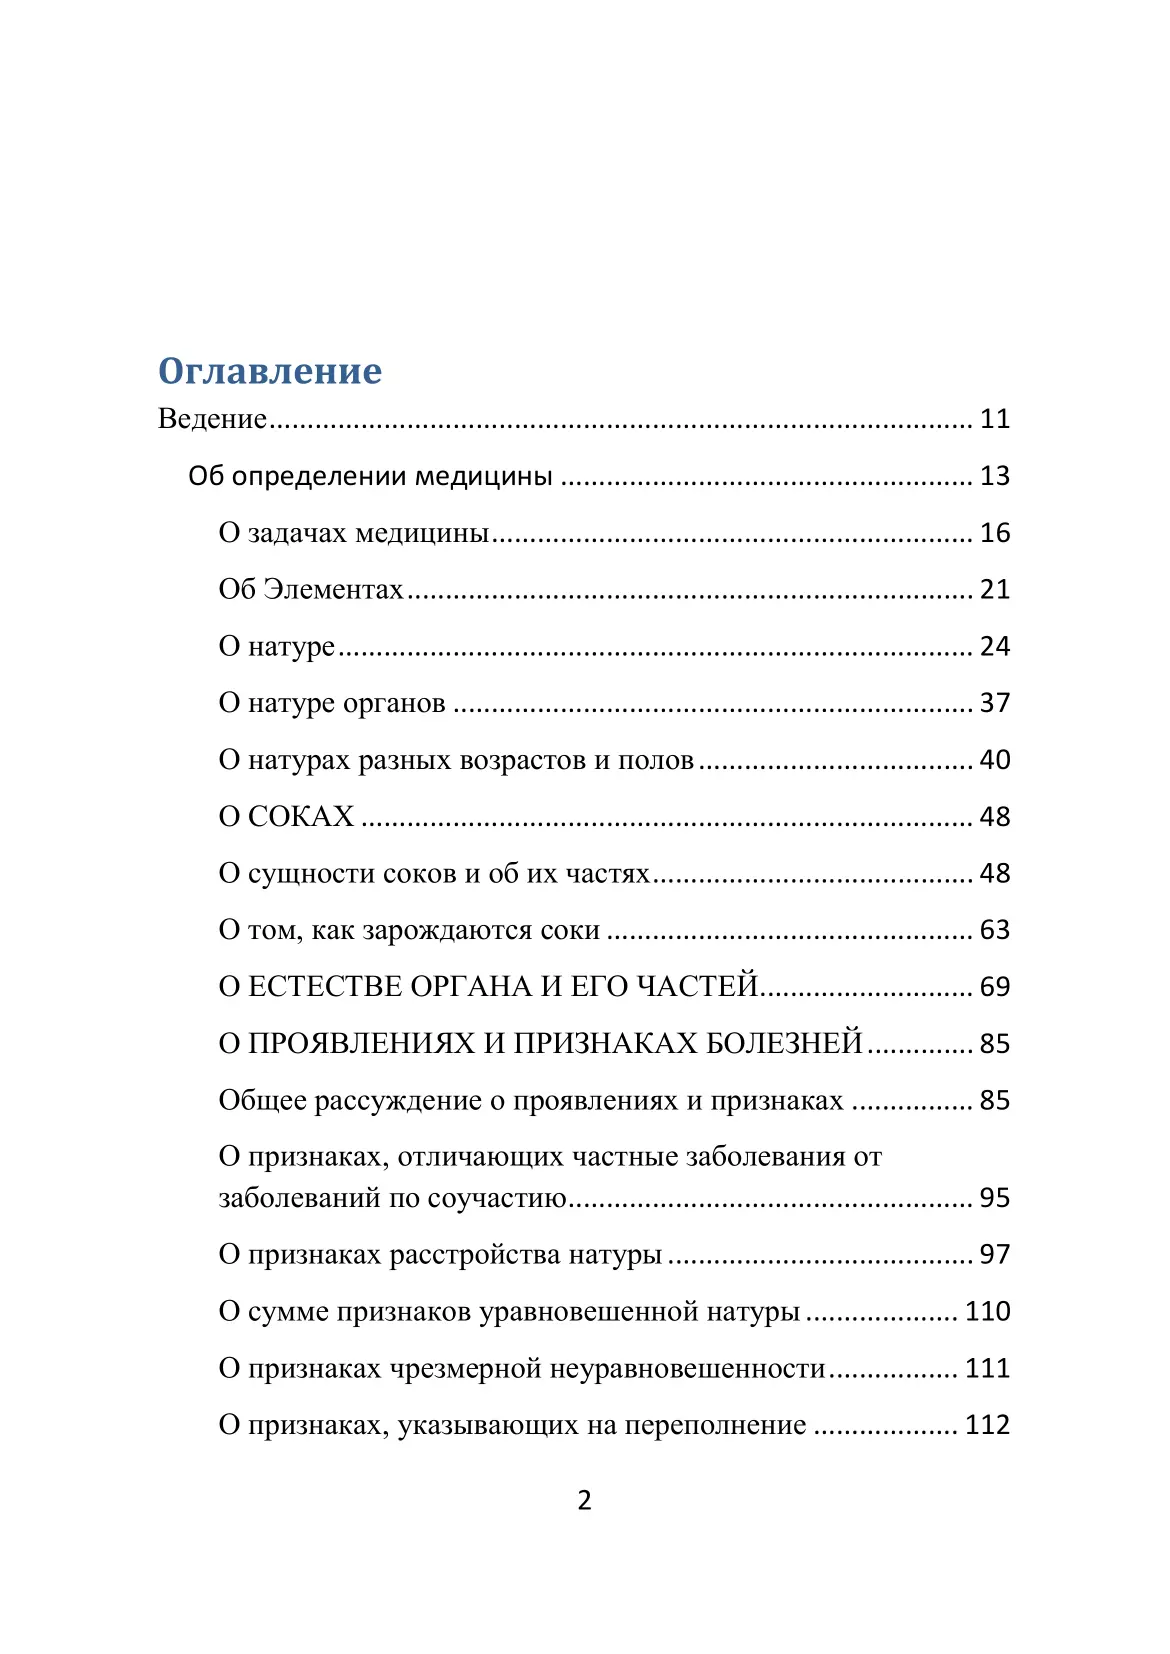 Оглавление
Ведение........................................................................................... 11
Об определении медицины ...................................................... 13
О задачах медицины............................................................... 16
Об Элементах.......................................................................... 21
О натуре................................................................................... 24
О натуре органов .................................................................... 37
О натурах разных возрастов и полов.................................... 40
О СОКАХ ................................................................................ 48
О сущности соков и об их частях.......................................... 48
О том, как зарождаются соки ................................................ 63
О ЕСТЕСТВЕ ОРГАНА И ЕГО ЧАСТЕЙ............................ 69
О ПРОЯВЛЕНИЯХ И ПРИЗНАКАХ БОЛЕЗНЕЙ.............. 85
Общее рассуждение о проявлениях и признаках ................ 85
О признаках, отличающих частные заболевания от
заболеваний по соучастию..................................................... 95
О признаках расстройства натуры ........................................ 97
О сумме признаков уравновешенной натуры .................... 110
О признаках чрезмерной неуравновешенности................. 111
О признаках, указывающих на переполнение ................... 112
2